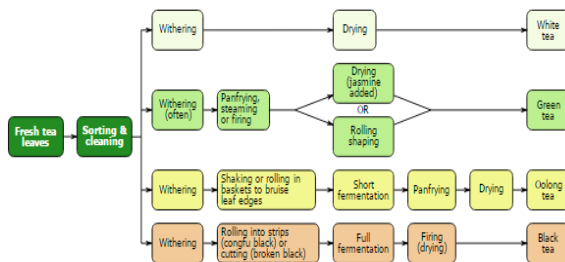 Withering
Drying
White
tea
Withering
(often)
Panfrying,
steaming
or firing
Drying
(jasmine
added)
OR
Rolling
shaping
Green
tea
Fresh tea
leaves
Sorting &
cleaning
Withering
Shaking or rolling in
baskets to bruise
leaf edges
Short
fermentation
Panfrying
Drying
Oolong
tea
Withering
Rolling into strips
(congfu black) or
cutting (broken black)
Full
fermentation
Firing
(drying)
Black
tea